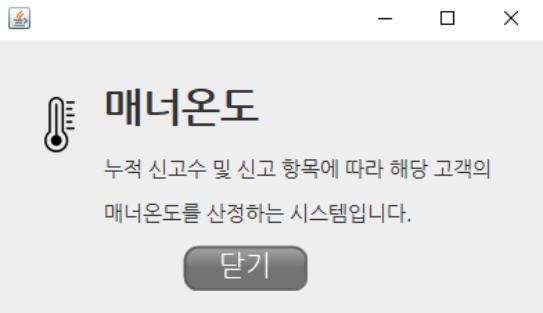 매너온도
누적 신고수 및 신고 항목에 따라 해당 고객의
매너온도를 산정하는 시스템입니다.
닫기